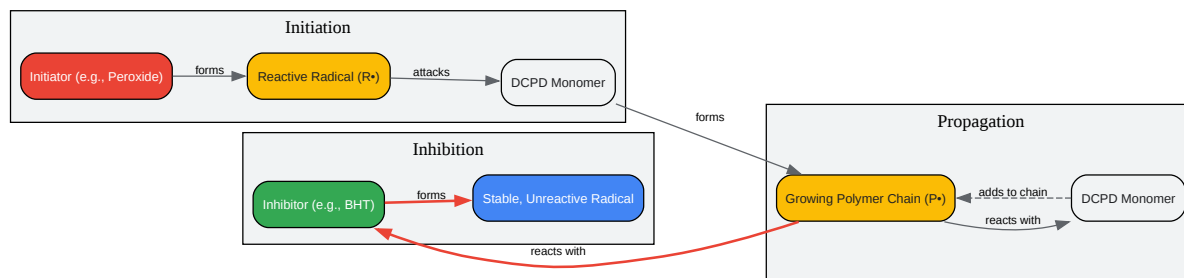 Initiation
Initiator (e.g., Peroxide)
forms
Reactive Radical (R•)
attacks
DCPD Monomer
forms
Inhibition
Inhibitor (e.g., BHT)
forms
Stable, Unreactive Radical
reacts with
Propagation
Growing Polymer Chain (P•)
adds to chain
reacts with
DCPD Monomer